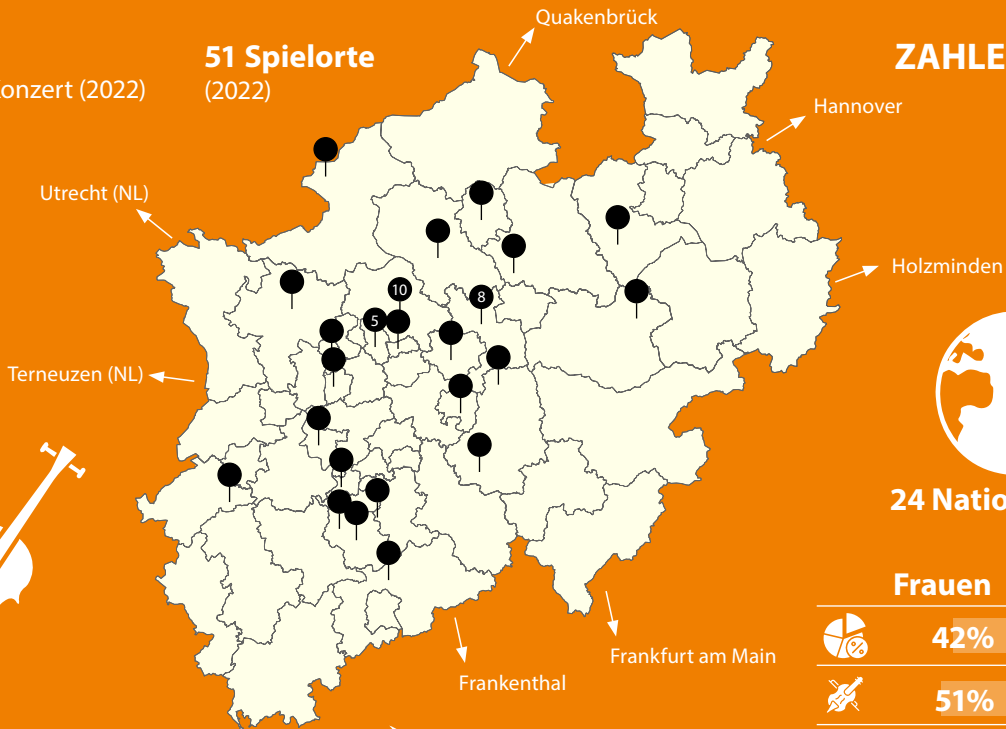 51 Spielorte
(2022)
onzert (2022)
ZAHLE
Quakenbrück
Hannover
Utrecht (NL)
Holzminden
10
8
5
Terneuzen (NL)
24 Natio
Frauen
42%
51%
Frankfurt am Main
Frankenthal